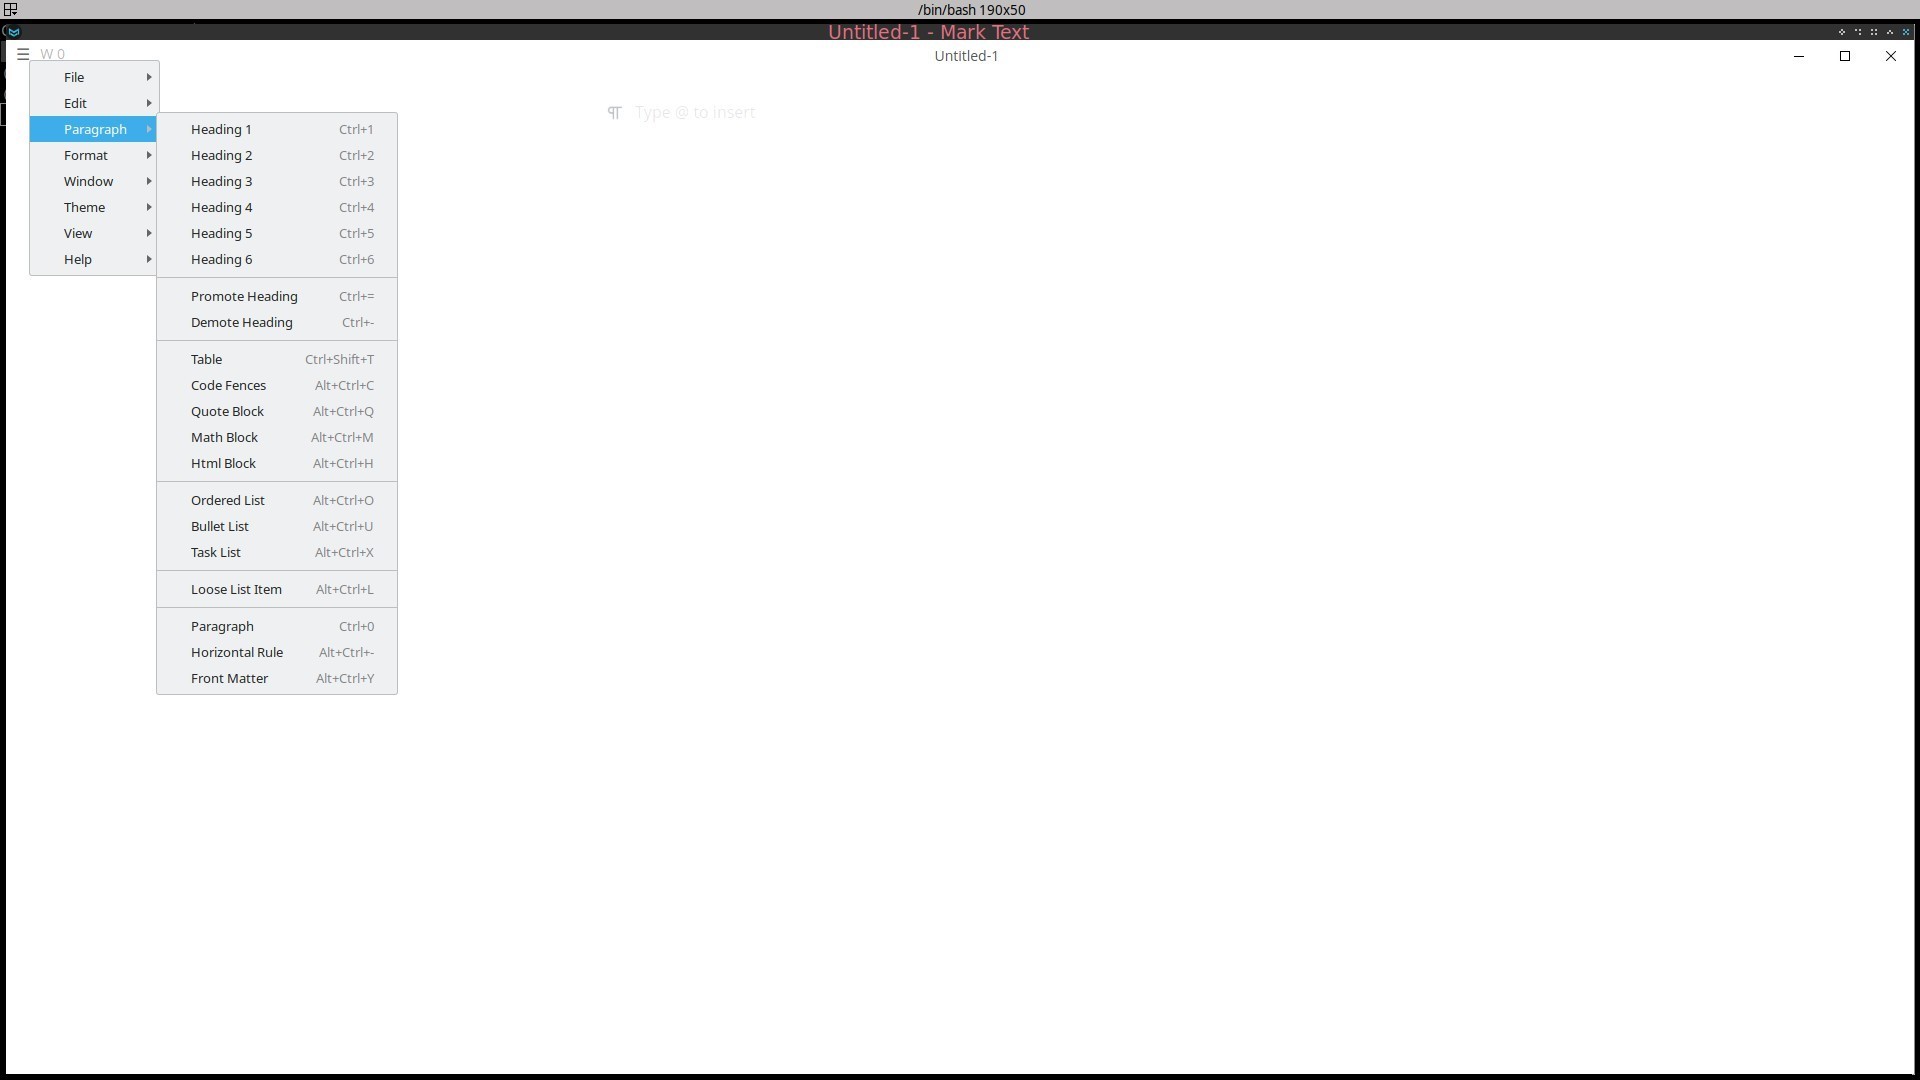 /bin/bash 190x50
Untitled-1 - Mark Text
W 0
Untitled-1
File
Edit
Paragraph
Format
Window
Theme
View
Help
Type @ to insert
Heading 1 Ctrl+1
Heading 2 Ctrl+2
Heading 3 Ctrl+3
Heading 4 Ctrl+4
Heading 5 Ctrl+5
Heading 6 Ctrl+6
Promote Heading Ctrl+=
Demote Heading Ctrl+-
Table Ctrl+Shift+T
Code Fences Alt+Ctrl+C
Quote Block Alt+Ctrl+Q
Math Block Alt+Ctrl+M
Html Block Alt+Ctrl+H
Ordered List Alt+Ctrl+O
Bullet List Alt+Ctrl+U
Task List Alt+Ctrl+X
Loose List Item Alt+Ctrl+L
Paragraph Ctrl+0
Horizontal Rule Alt+Ctrl+-
Front Matter Alt+Ctrl+Y